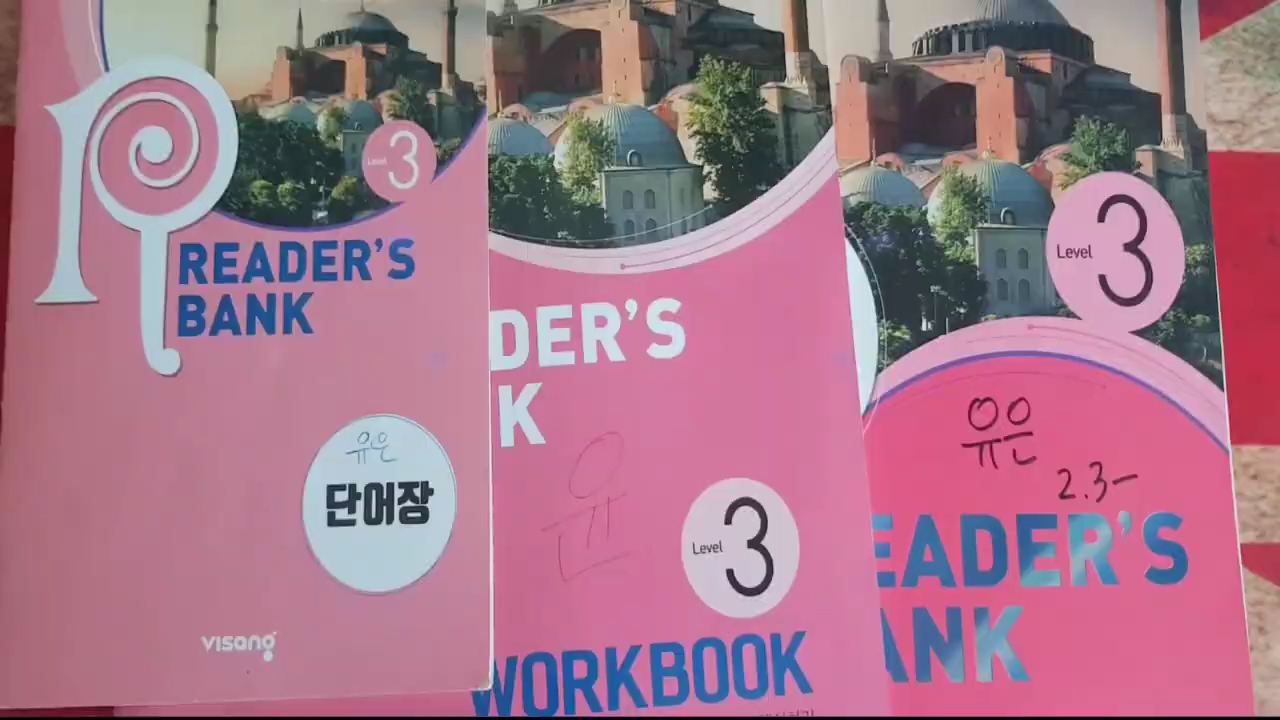 Level 3
READER'S
BANK
유은
단어장
visang
DER'S
K
윤
Level 3
WORKBOOK
Level 3
유은
2.3-
EADER'S
ANK